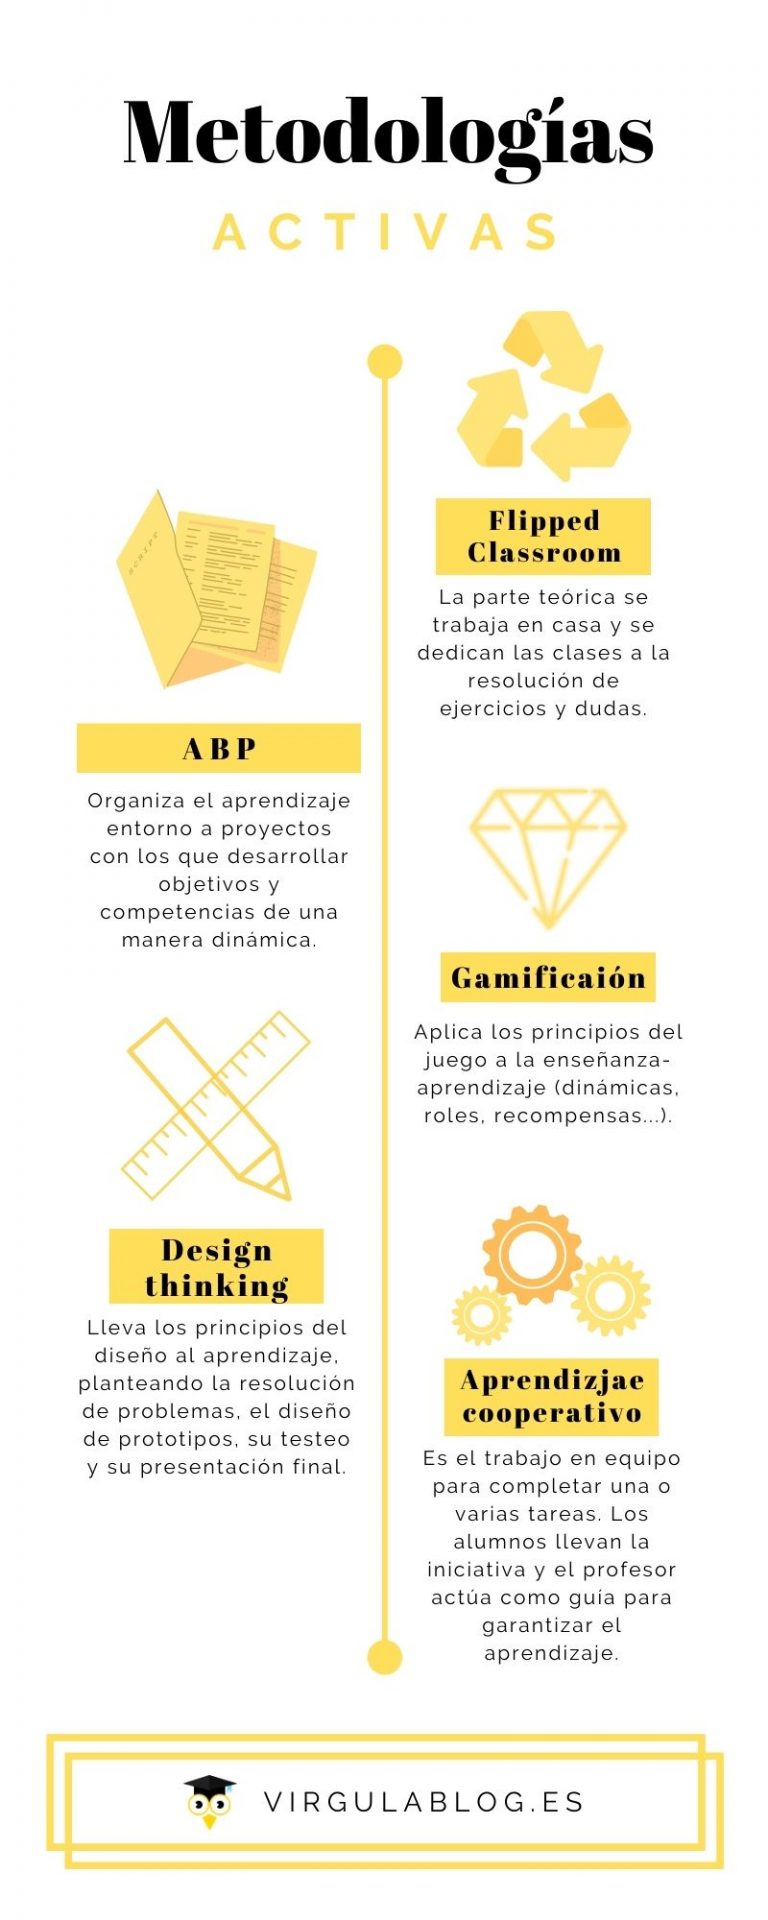 Metodologías
ACTIVAS
Flipped
Classroom
La parte teórica se
trabaja en casa y se
dedican las clases a la
resolución de
ejercicios y dudas.
SCRIPT
ABP
Organiza el aprendizaje
entorno a proyectos
con los que desarrollar
objetivos y
competencias de una
manera dinámica.
Gamificaión
Aplica los principios del
juego a la enseñanza-
aprendizaje (dinámicas,
roles, recompensas...).
Design
thinking
Lleva los principios del
diseño al aprendizaje,
planteando la resolución
de problemas, el diseño
de prototipos, su testeo
y su presentación final.
Aprendizjae
cooperativo
Es el trabajo en equipo
para completar una o
varias tareas. Los
alumnos llevan la
iniciativa y el profesor
actúa como guía para
garantizar el
aprendizaje.
VIRGULABLOG.ES